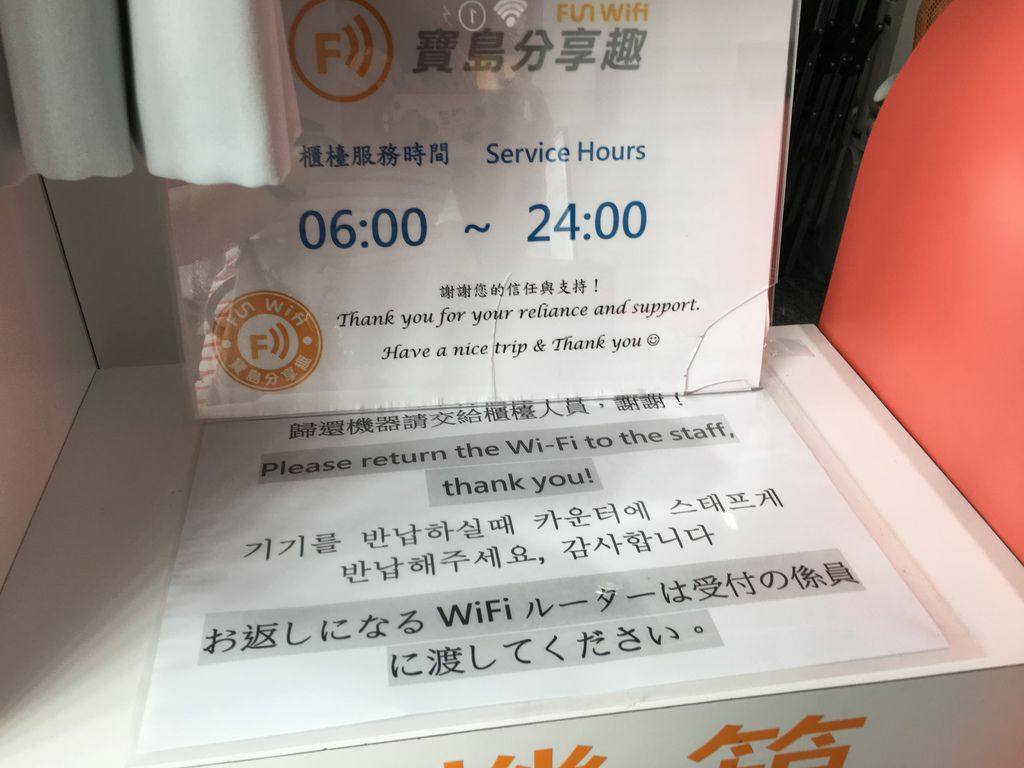 FUN WiFi
F
寶島分享趣
櫃檯服務時間 Service Hours
06:00 ~ 24:00
謝謝您的信任與支持！
Thank you for your reliance and support.
Have a nice trip & Thank you ☺
FUN WiFi
F
寶島分享趣
歸還機器請交給櫃檯人員，謝謝！
Please return the Wi-Fi to the staff,
thank you!
기기를 반납하실때 카운터에 스태프게
반납해주세요, 감사합니다
お返しになる WiFi ルーターは受付の係員
に渡してください。
機箱